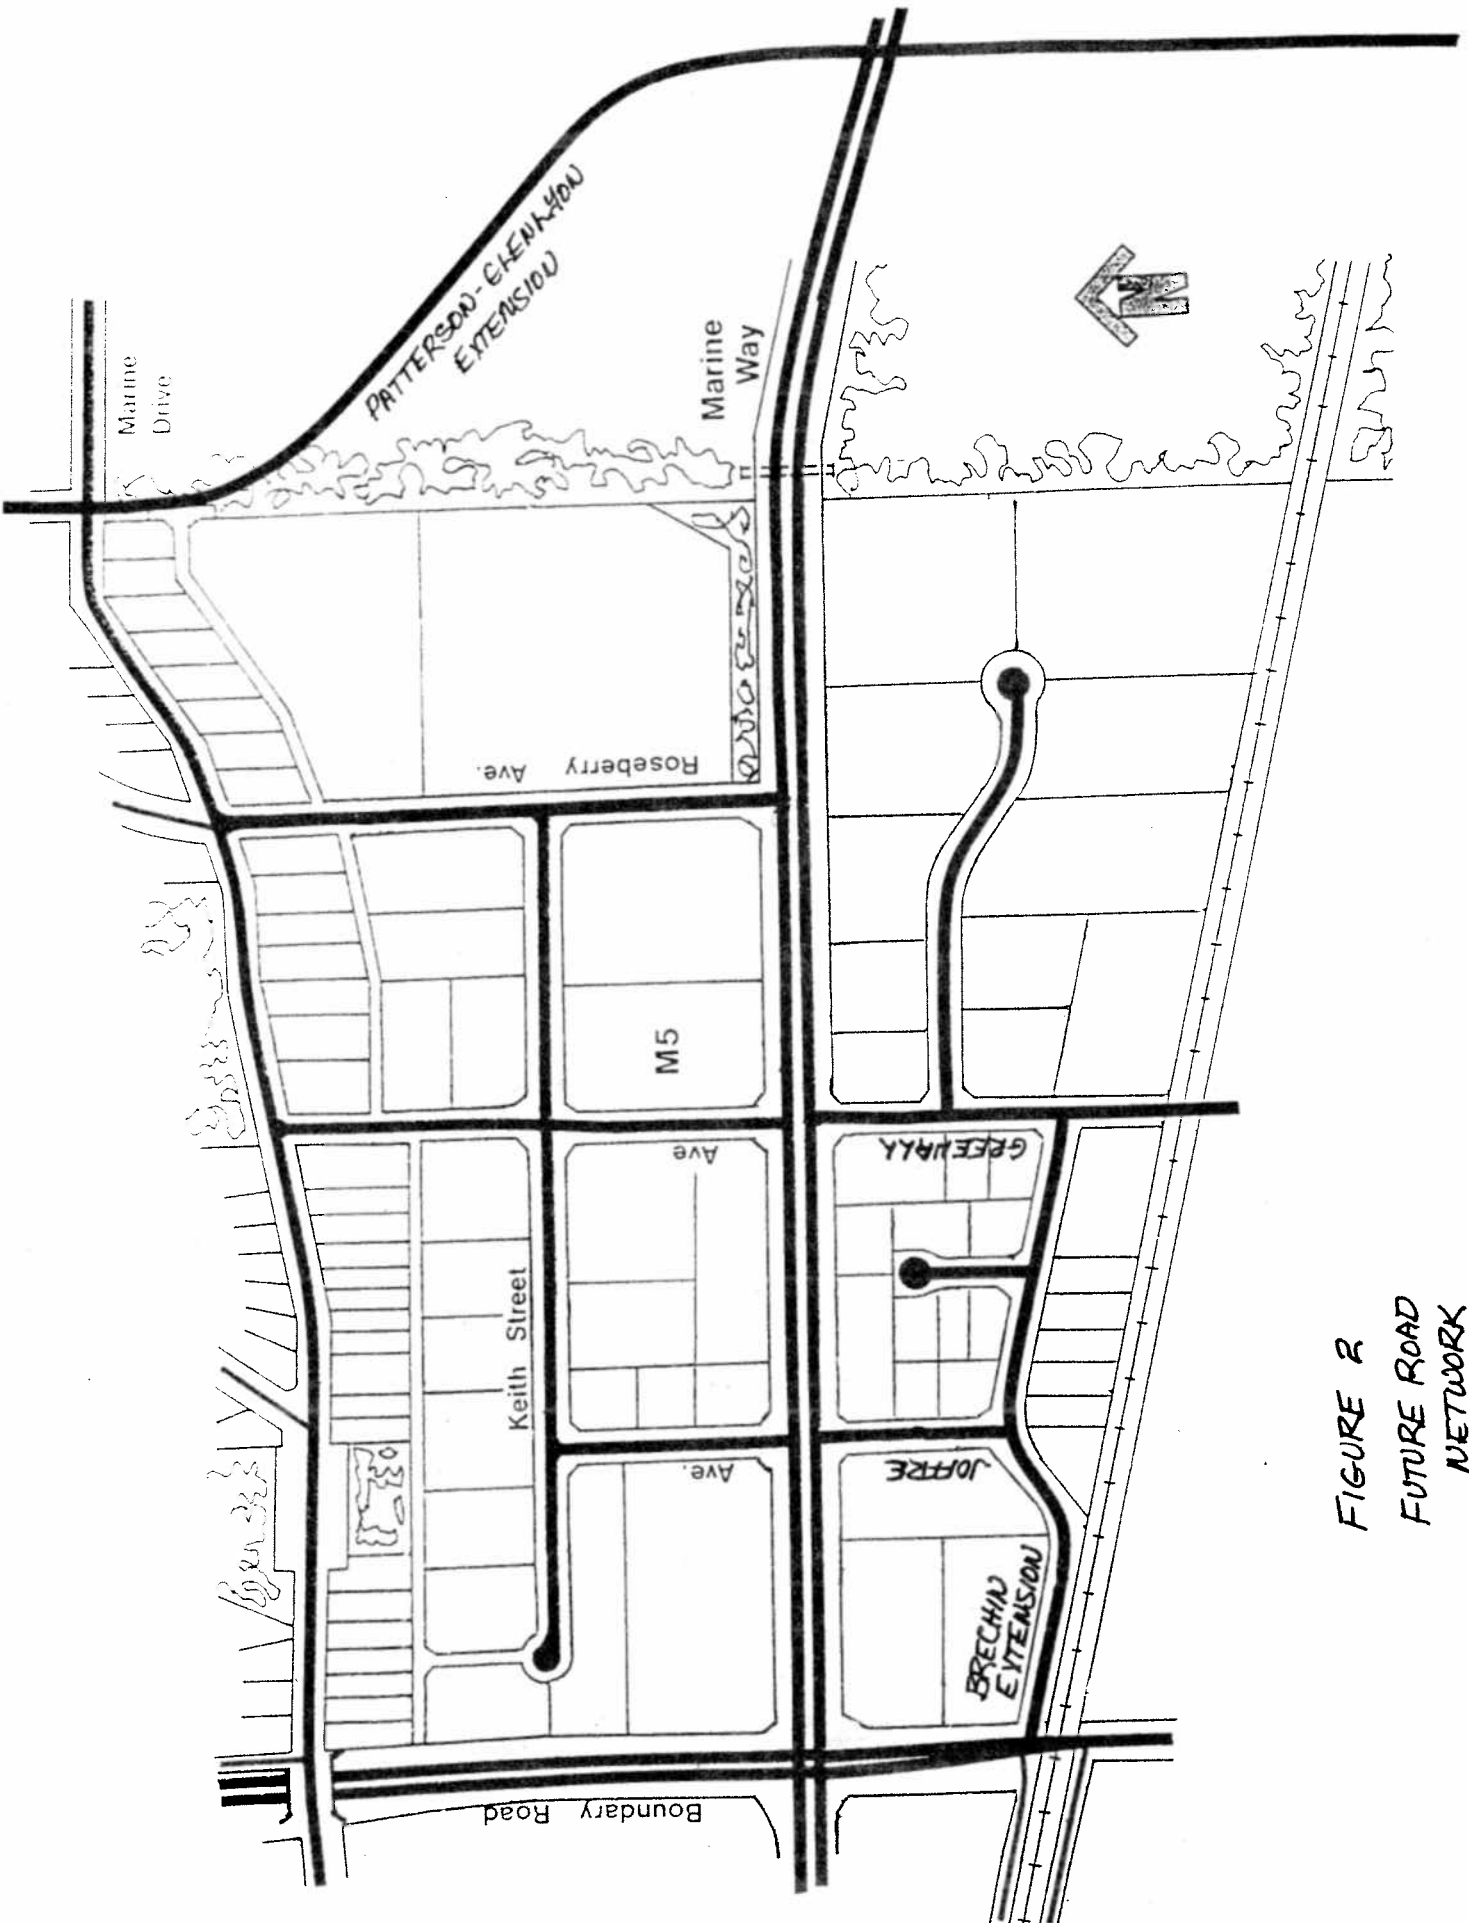 Marine
Drive
PATTERSON-GLENLYON
EXTENSION
Marine
Way
N
Roseberry Ave.
M5
Ave
GREENALL
Keith Street
Ave.
JOFFRE
BRECHIN
EXTENSION
Boundary Road
FIGURE 2
FUTURE ROAD
NETWORK